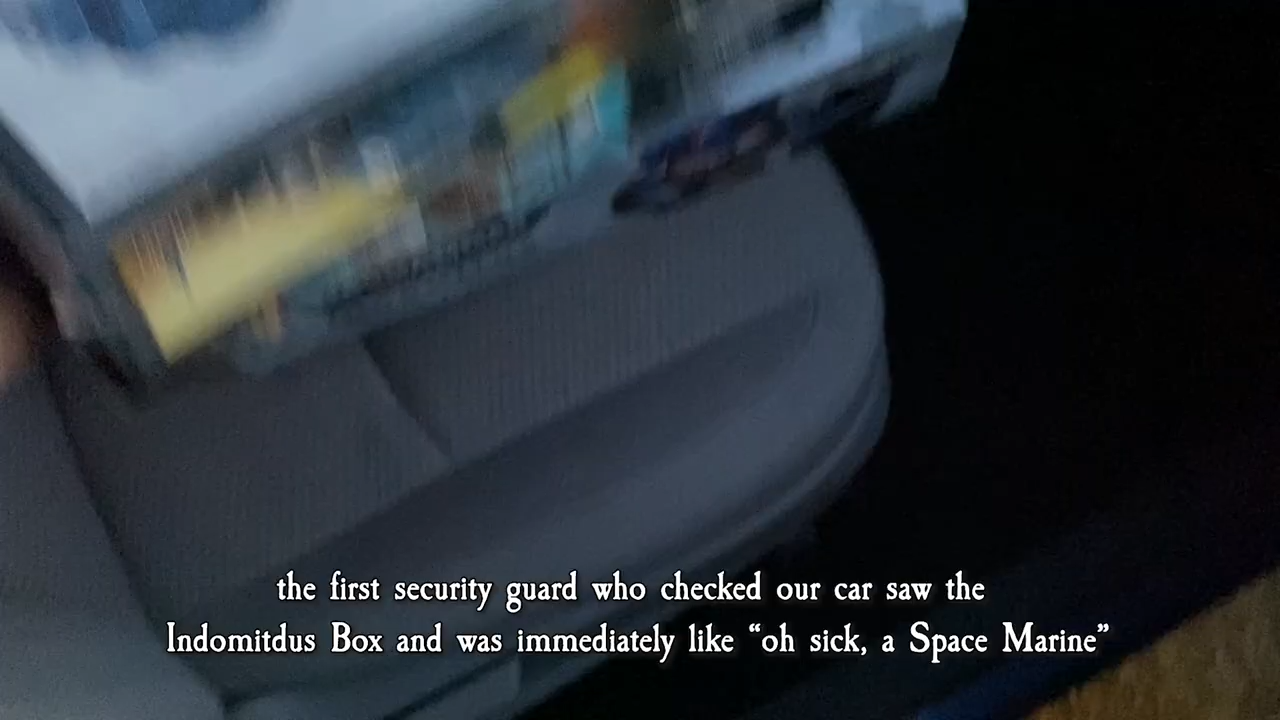 the first security guard who checked our car saw the
Indomitdus Box and was immediately like “oh sick, a Space Marine”